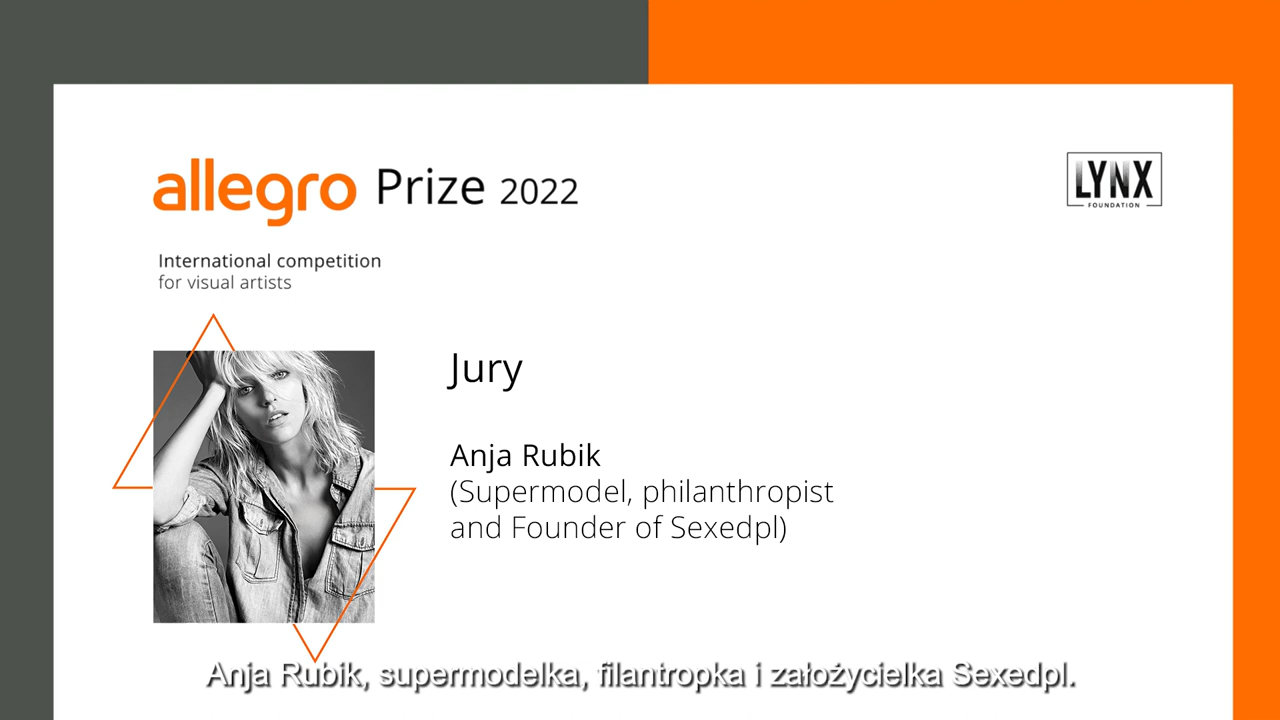 allegro Prize 2022
LYNX
FOUNDATION
International competition
for visual artists
Jury
Anja Rubik
(Supermodel, philanthropist
and Founder of Sexedpl)
Anja Rubik, supermodelka, filantropka i założycielka Sexedpl.